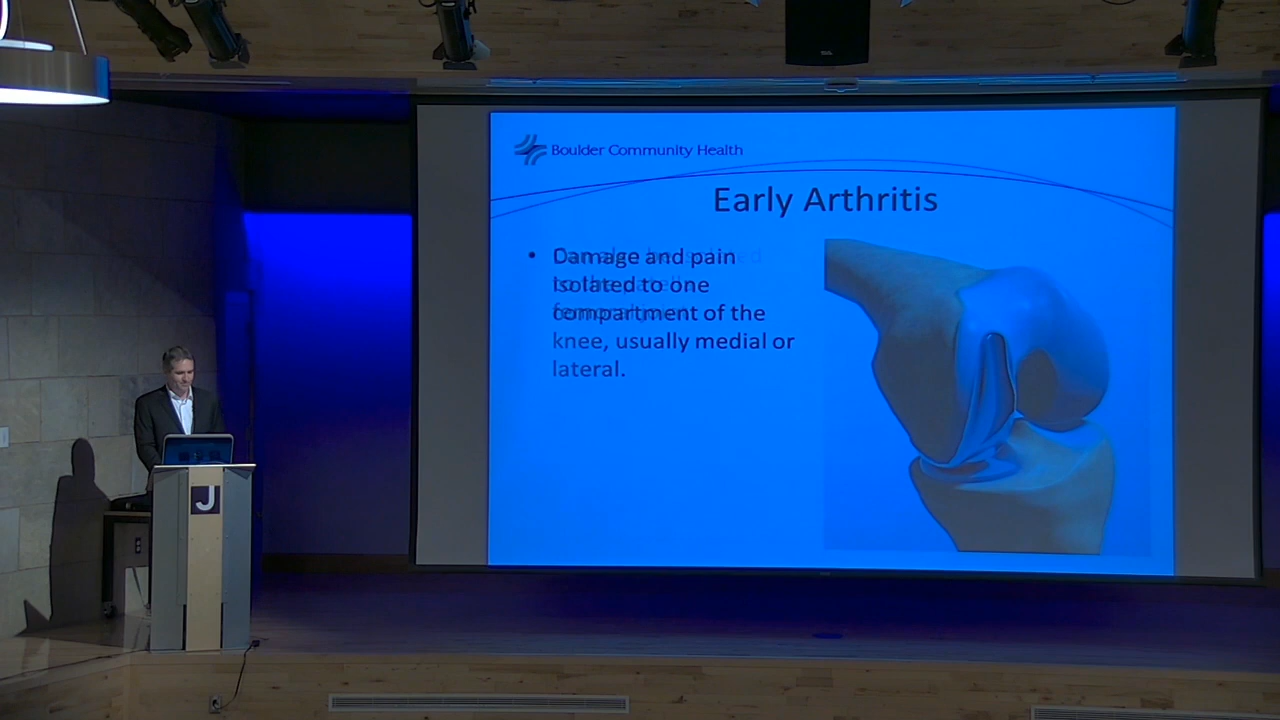 Boulder Community Health
Early Arthritis
• Damage and pain
isolated to one
compartment of the
knee, usually medial or
lateral.
J